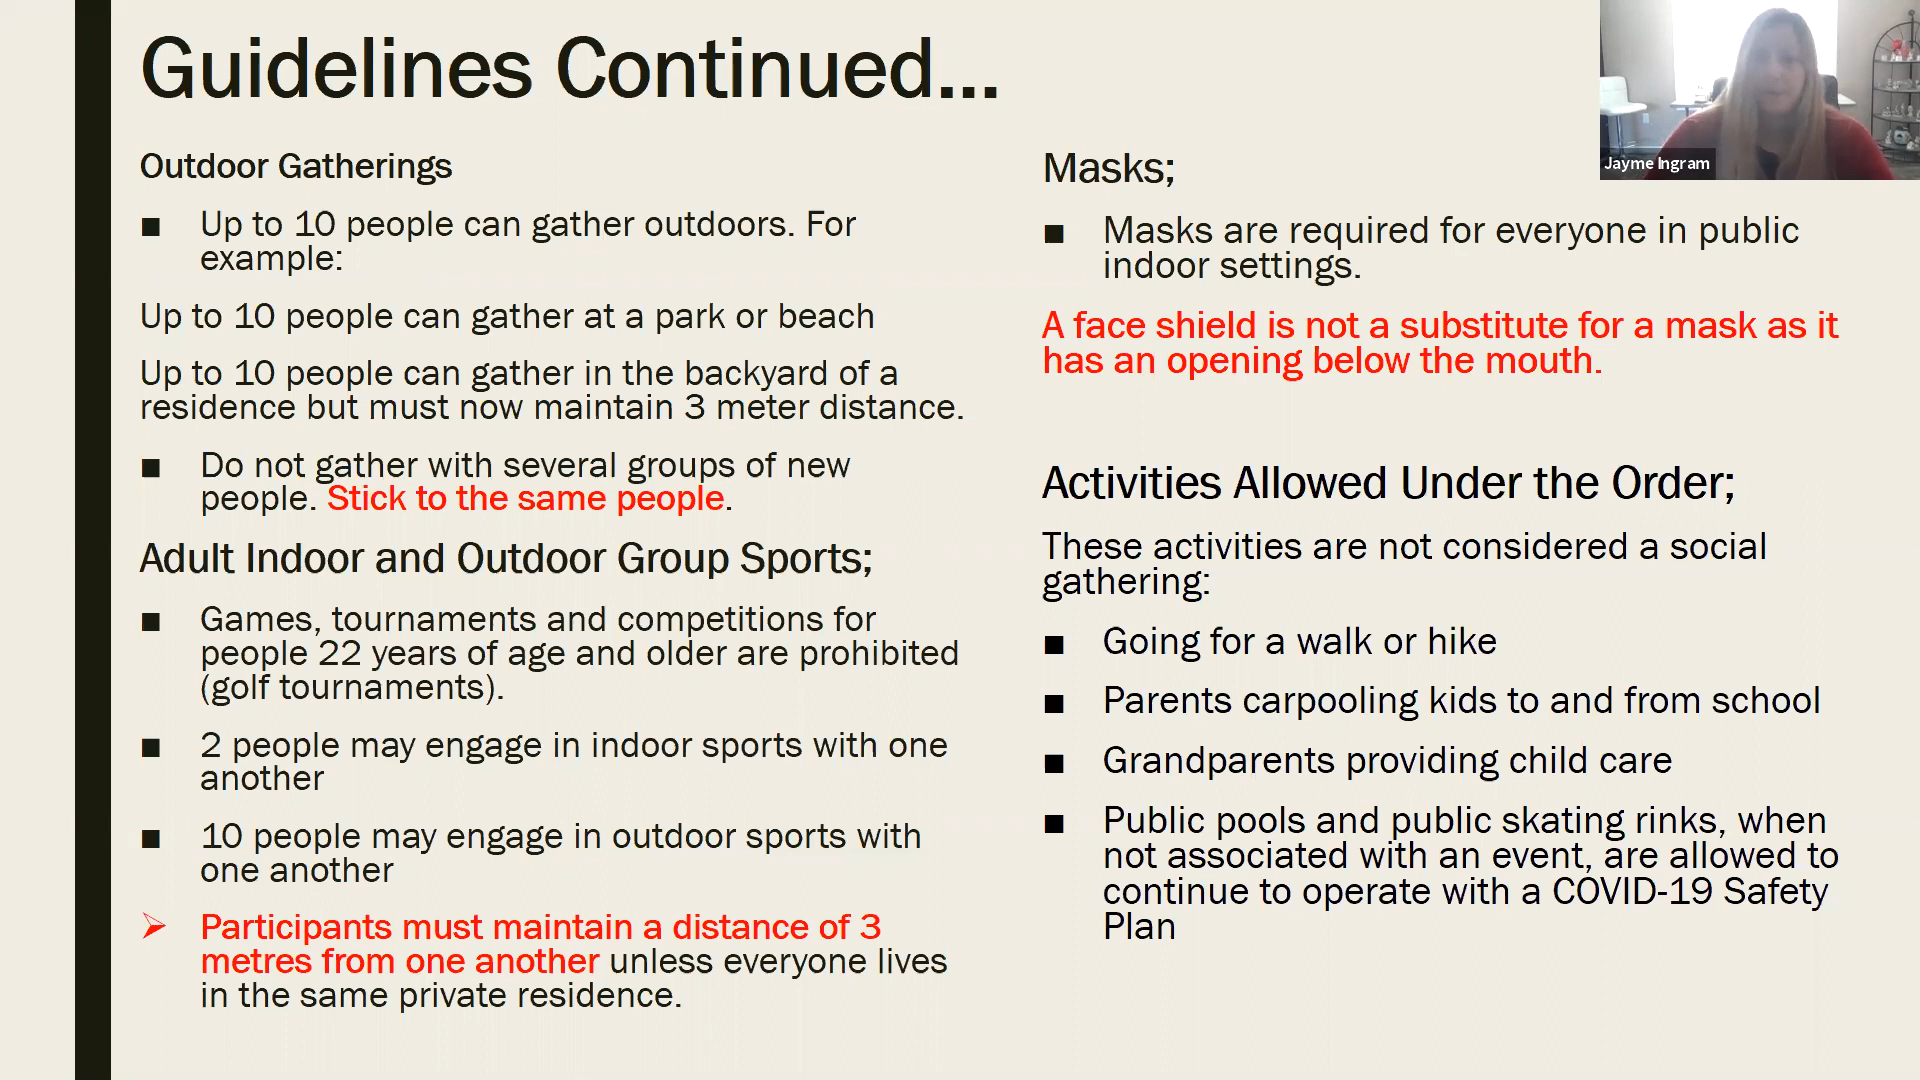 Guidelines Continued...
Outdoor Gatherings
■ Up to 10 people can gather outdoors. For
example:
Up to 10 people can gather at a park or beach
Up to 10 people can gather in the backyard of a
residence but must now maintain 3 meter distance.
■ Do not gather with several groups of new
people. Stick to the same people.
Adult Indoor and Outdoor Group Sports;
■ Games, tournaments and competitions for
people 22 years of age and older are prohibited
(golf tournaments).
■ 2 people may engage in indoor sports with one
another
■ 10 people may engage in outdoor sports with
one another
➢ Participants must maintain a distance of 3
metres from one another unless everyone lives
in the same private residence.
Masks;
■ Masks are required for everyone in public
indoor settings.
A face shield is not a substitute for a mask as it
has an opening below the mouth.
Activities Allowed Under the Order;
These activities are not considered a social
gathering:
■ Going for a walk or hike
■ Parents carpooling kids to and from school
■ Grandparents providing child care
■ Public pools and public skating rinks, when
not associated with an event, are allowed to
continue to operate with a COVID-19 Safety
Plan
Jayme Ingram